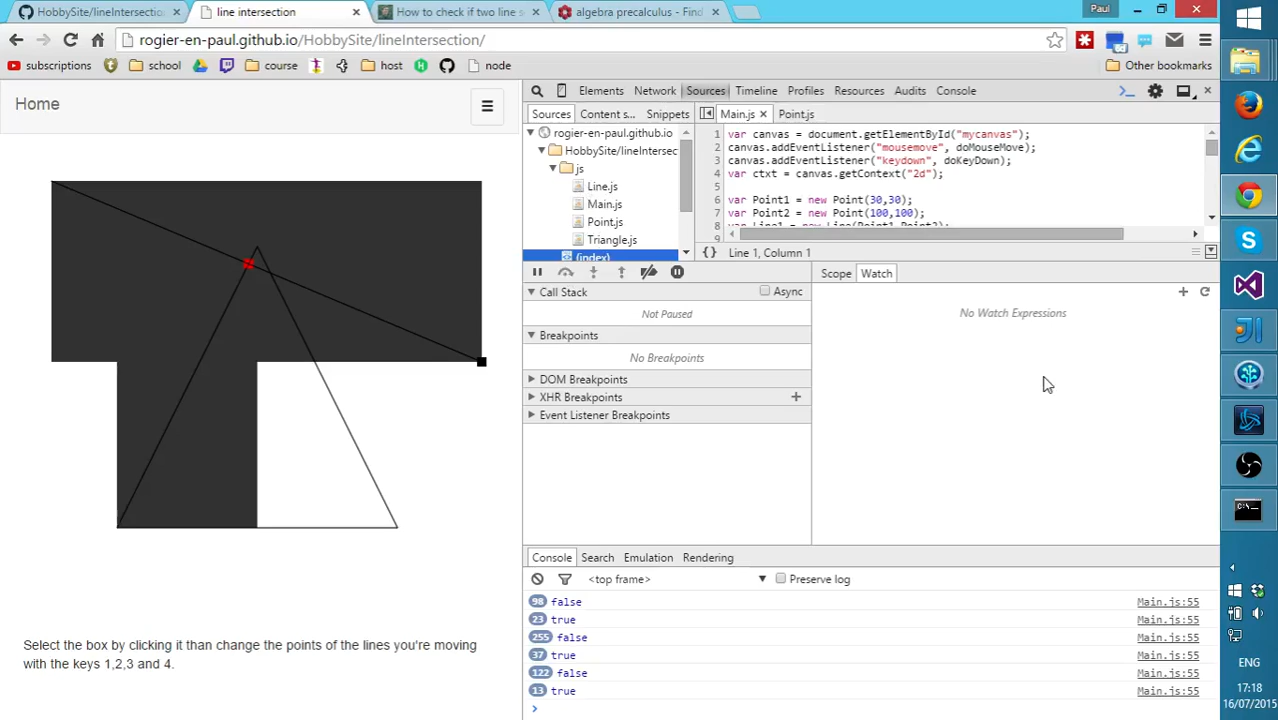 HobbySite/lineIntersection
line intersection
How to check if two line s
algebra precalculus - Find
Paul
rogier-en-paul.github.io/HobbySite/lineIntersection/
subscriptions
school
course
host
node
Other bookmarks
Home
Elements
Network
Sources
Timeline
Profiles
Resources
Audits
Console
Sources
Content s...
Snippets
Main.js
Point.js
rogier-en-paul.github.io
HobbySite/lineIntersec
js
Line.js
Main.js
Point.js
Triangle.js
(index)
1 var canvas = document.getElementById("mycanvas");
2 canvas.addEventListener("mousemove", doMouseMove);
3 canvas.addEventListener("keydown", doKeyDown);
4 var ctxt = canvas.getContext("2d");
5
6 var Point1 = new Point(30,30);
7 var Point2 = new Point(100,100);
8 var Line1 = new Line(Point1,Point2);
9
{} Line 1, Column 1
Scope
Watch
Call Stack
Async
Not Paused
No Watch Expressions
Breakpoints
No Breakpoints
DOM Breakpoints
XHR Breakpoints
Event Listener Breakpoints
Console
Search
Emulation
Rendering
<top frame>
Preserve log
98 false Main.js:55
23 true Main.js:55
255 false Main.js:55
37 true Main.js:55
122 false Main.js:55
13 true Main.js:55
Select the box by clicking it than change the points of the lines you're moving
with the keys 1,2,3 and 4.
ENG
17:18
16/07/2015